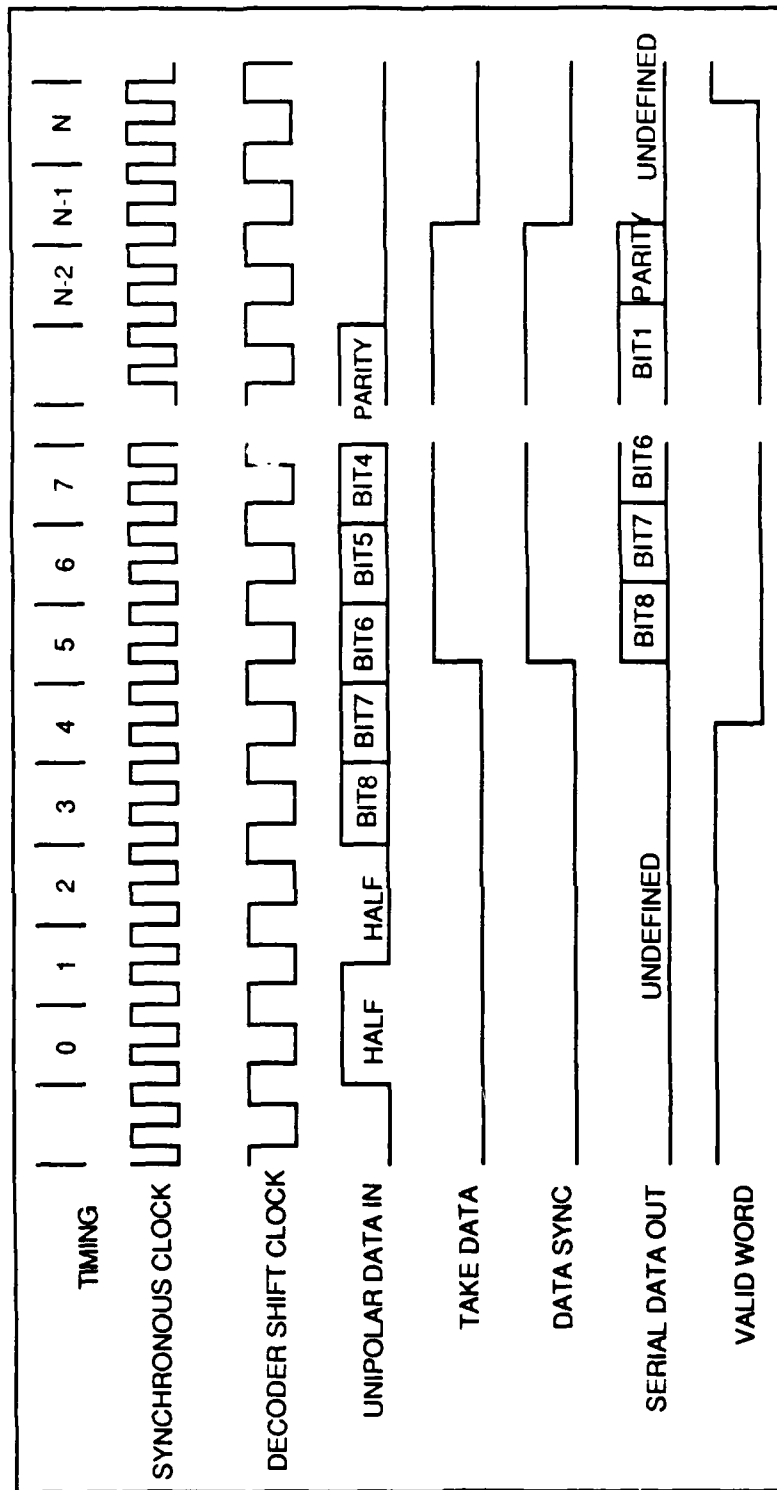 TIMING 0 1 2 3 4 5 6 7 N-2 N-1 N
SYNCHRONOUS CLOCK
DECODER SHIFT CLOCK
UNIPOLAR DATA IN HALF HALF BIT8 BIT7 BIT6 BIT5 BIT4 PARITY
TAKE DATA
DATA SYNC
SERIAL DATA OUT UNDEFINED BIT8 BIT7 BIT6 BIT1 PARITY UNDEFINED
VALID WORD